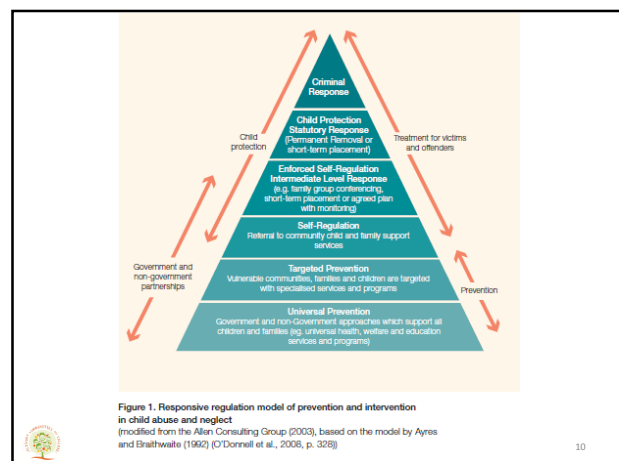 Criminal
Response
Child Protection
Statutory Response
(Permanent Removal or
short-term placement)
Child
protection
Treatment for victims
and offenders
Enforced Self-Regulation
Intermediate Level Response
(e.g. family group conferencing,
short-term placement or agreed plan
with monitoring)
Self-Regulation
Referral to community child and family support
services
Government and
non-government
partnerships
Targeted Prevention
Vulnerable communities, families and children are targeted
with specialised services and programs
Prevention
Universal Prevention
Government and non-Government approaches which support all
children and families (eg. universal health, welfare and education
services and programs)
Figure 1. Responsive regulation model of prevention and intervention
in child abuse and neglect
(modified from the Allen Consulting Group (2003), based on the model by Ayres
and Braithwaite (1992) (O'Donnell et al., 2008, p. 328))
10